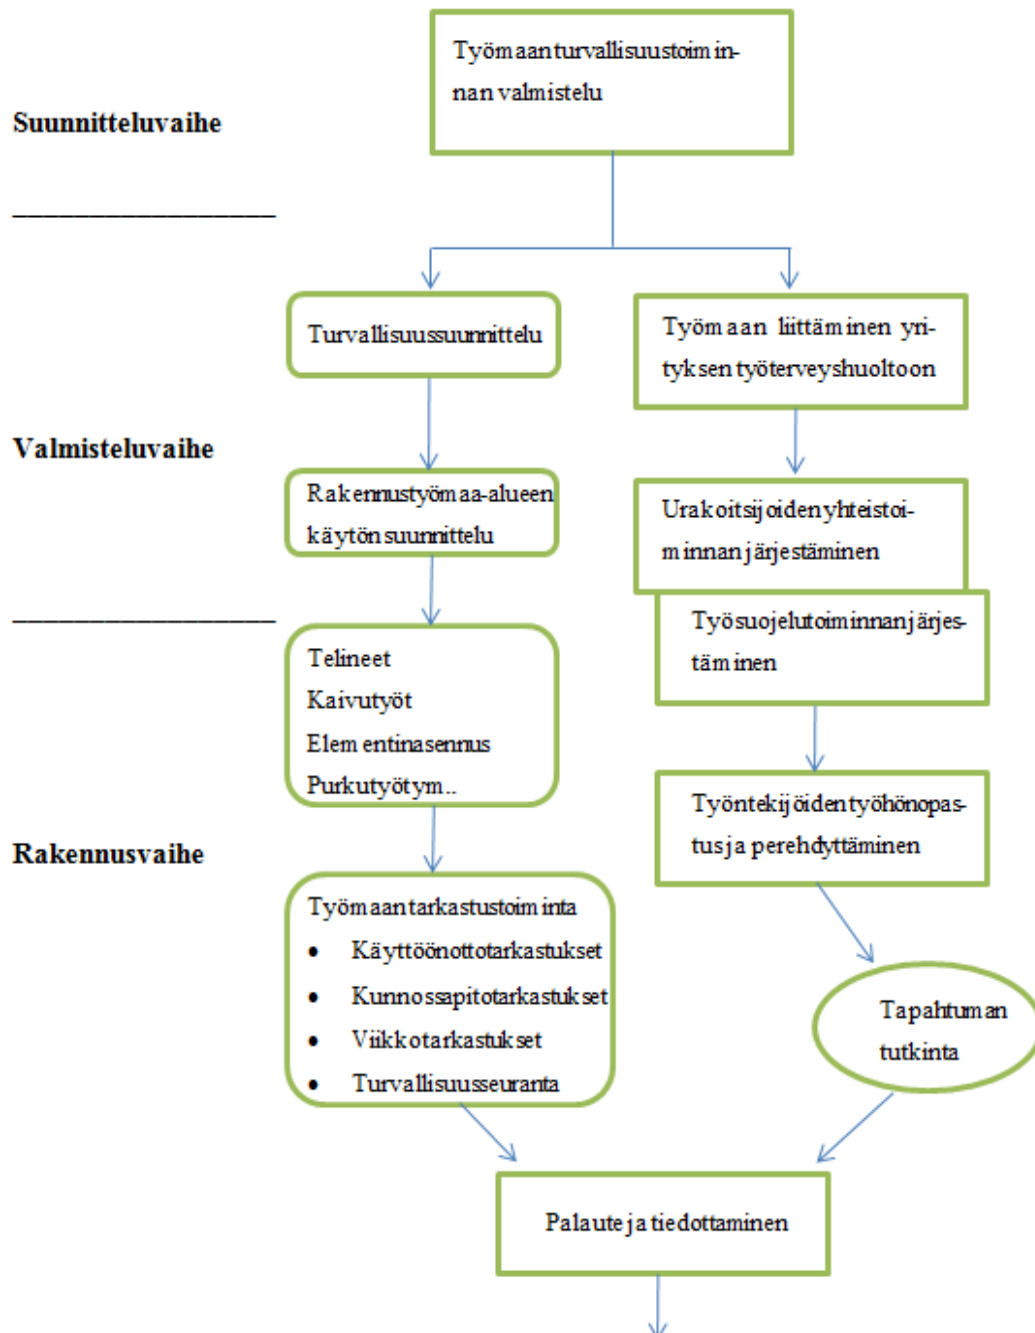 Työmaan turvallisuustoimin-
nan valmistelu
Suunnitteluvaihe
Turvallisuussuunnittelu
Työmaan liittäminen yri-
tyksen työterveyshuoltoon
Valmisteluvaihe
Rakennustyömaa-alueen
käytön suunnittelu
Urakoitsijoiden yhteistoi-
minnan järjestäminen
Työsuojelutoiminnan järjes-
täminen
Telineet
Kaivutyöt
Elementinasennus
Purkutyöt ym..
Työntekijöiden työhönopas-
tus ja perehdyttäminen
Rakennusvaihe
Työmaan tarkastustoiminta
• Käyttöönottotarkastukset
• Kunnossapitotarkastukset
• Viikkotarkastukset
• Turvallisuusseuranta
Tapahtuman
tutkinta
Palaute ja tiedottaminen